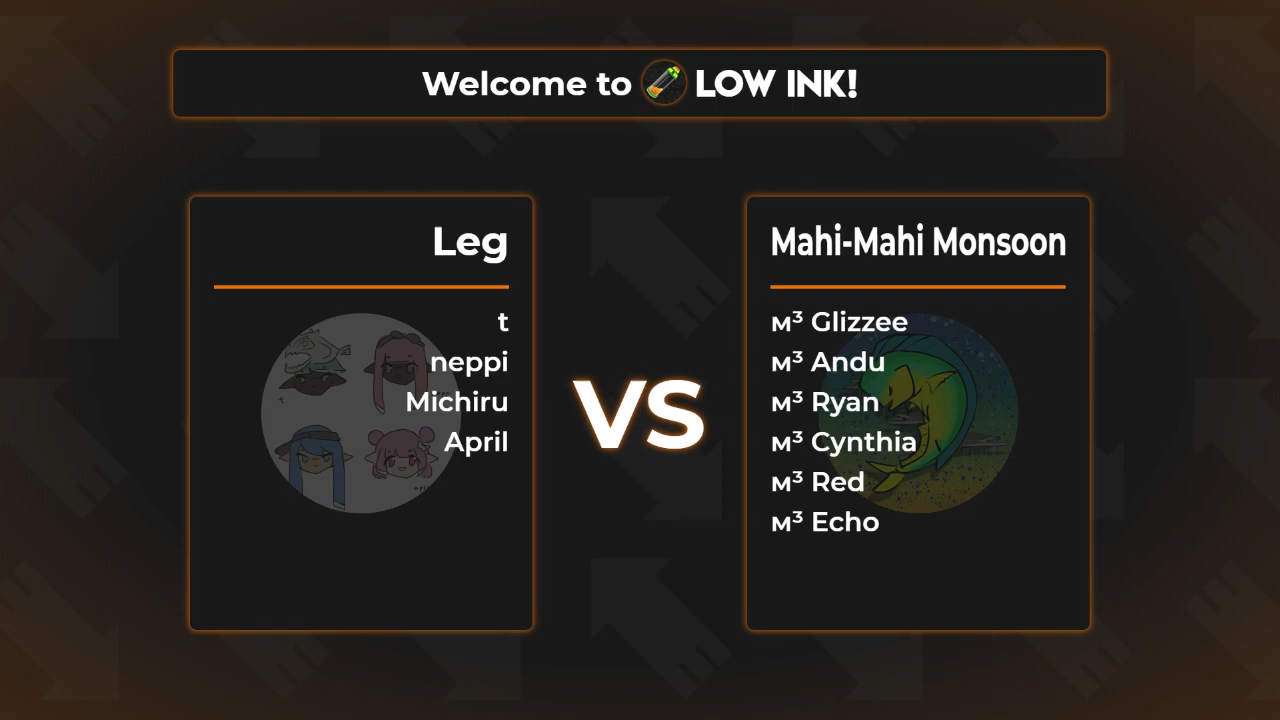 Welcome to LOW INK!
Leg
t
neppi
Michiru
April
VS
Mahi-Mahi Monsoon
ᴍ³ Glizzee
ᴍ³ Andu
ᴍ³ Ryan
ᴍ³ Cynthia
ᴍ³ Red
ᴍ³ Echo